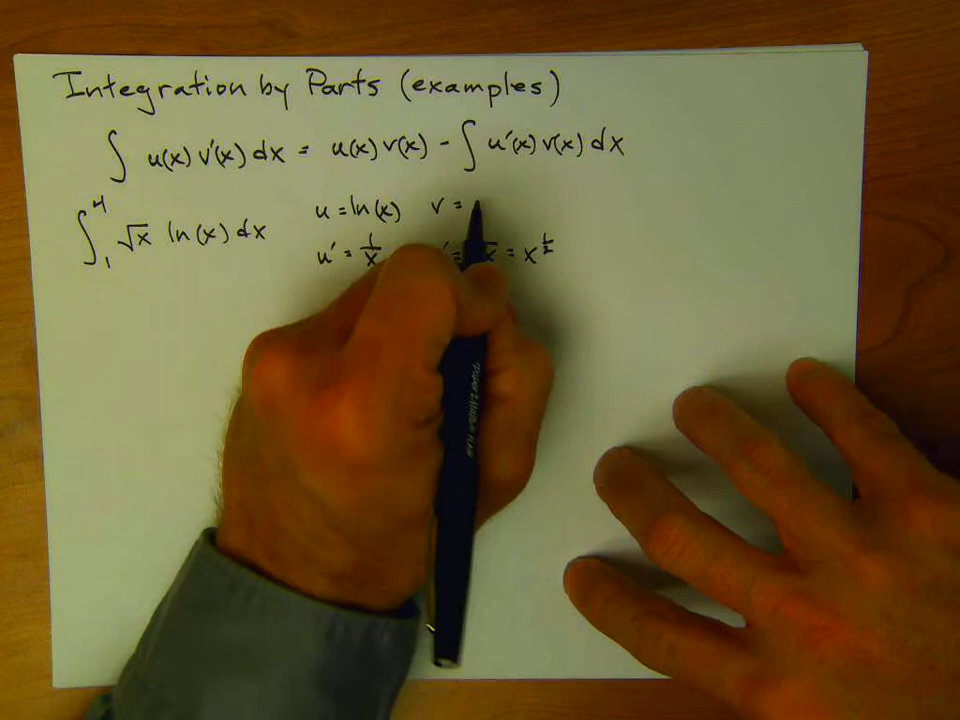 Integration by Parts (examples)
∫ u(x) v'(x) dx = u(x) v(x) - ∫ u'(x) v(x) dx
∫₁⁴ √x ln(x) dx  u = ln(x)  v =
u' = 1/x  ' = √x = x^(1/2)